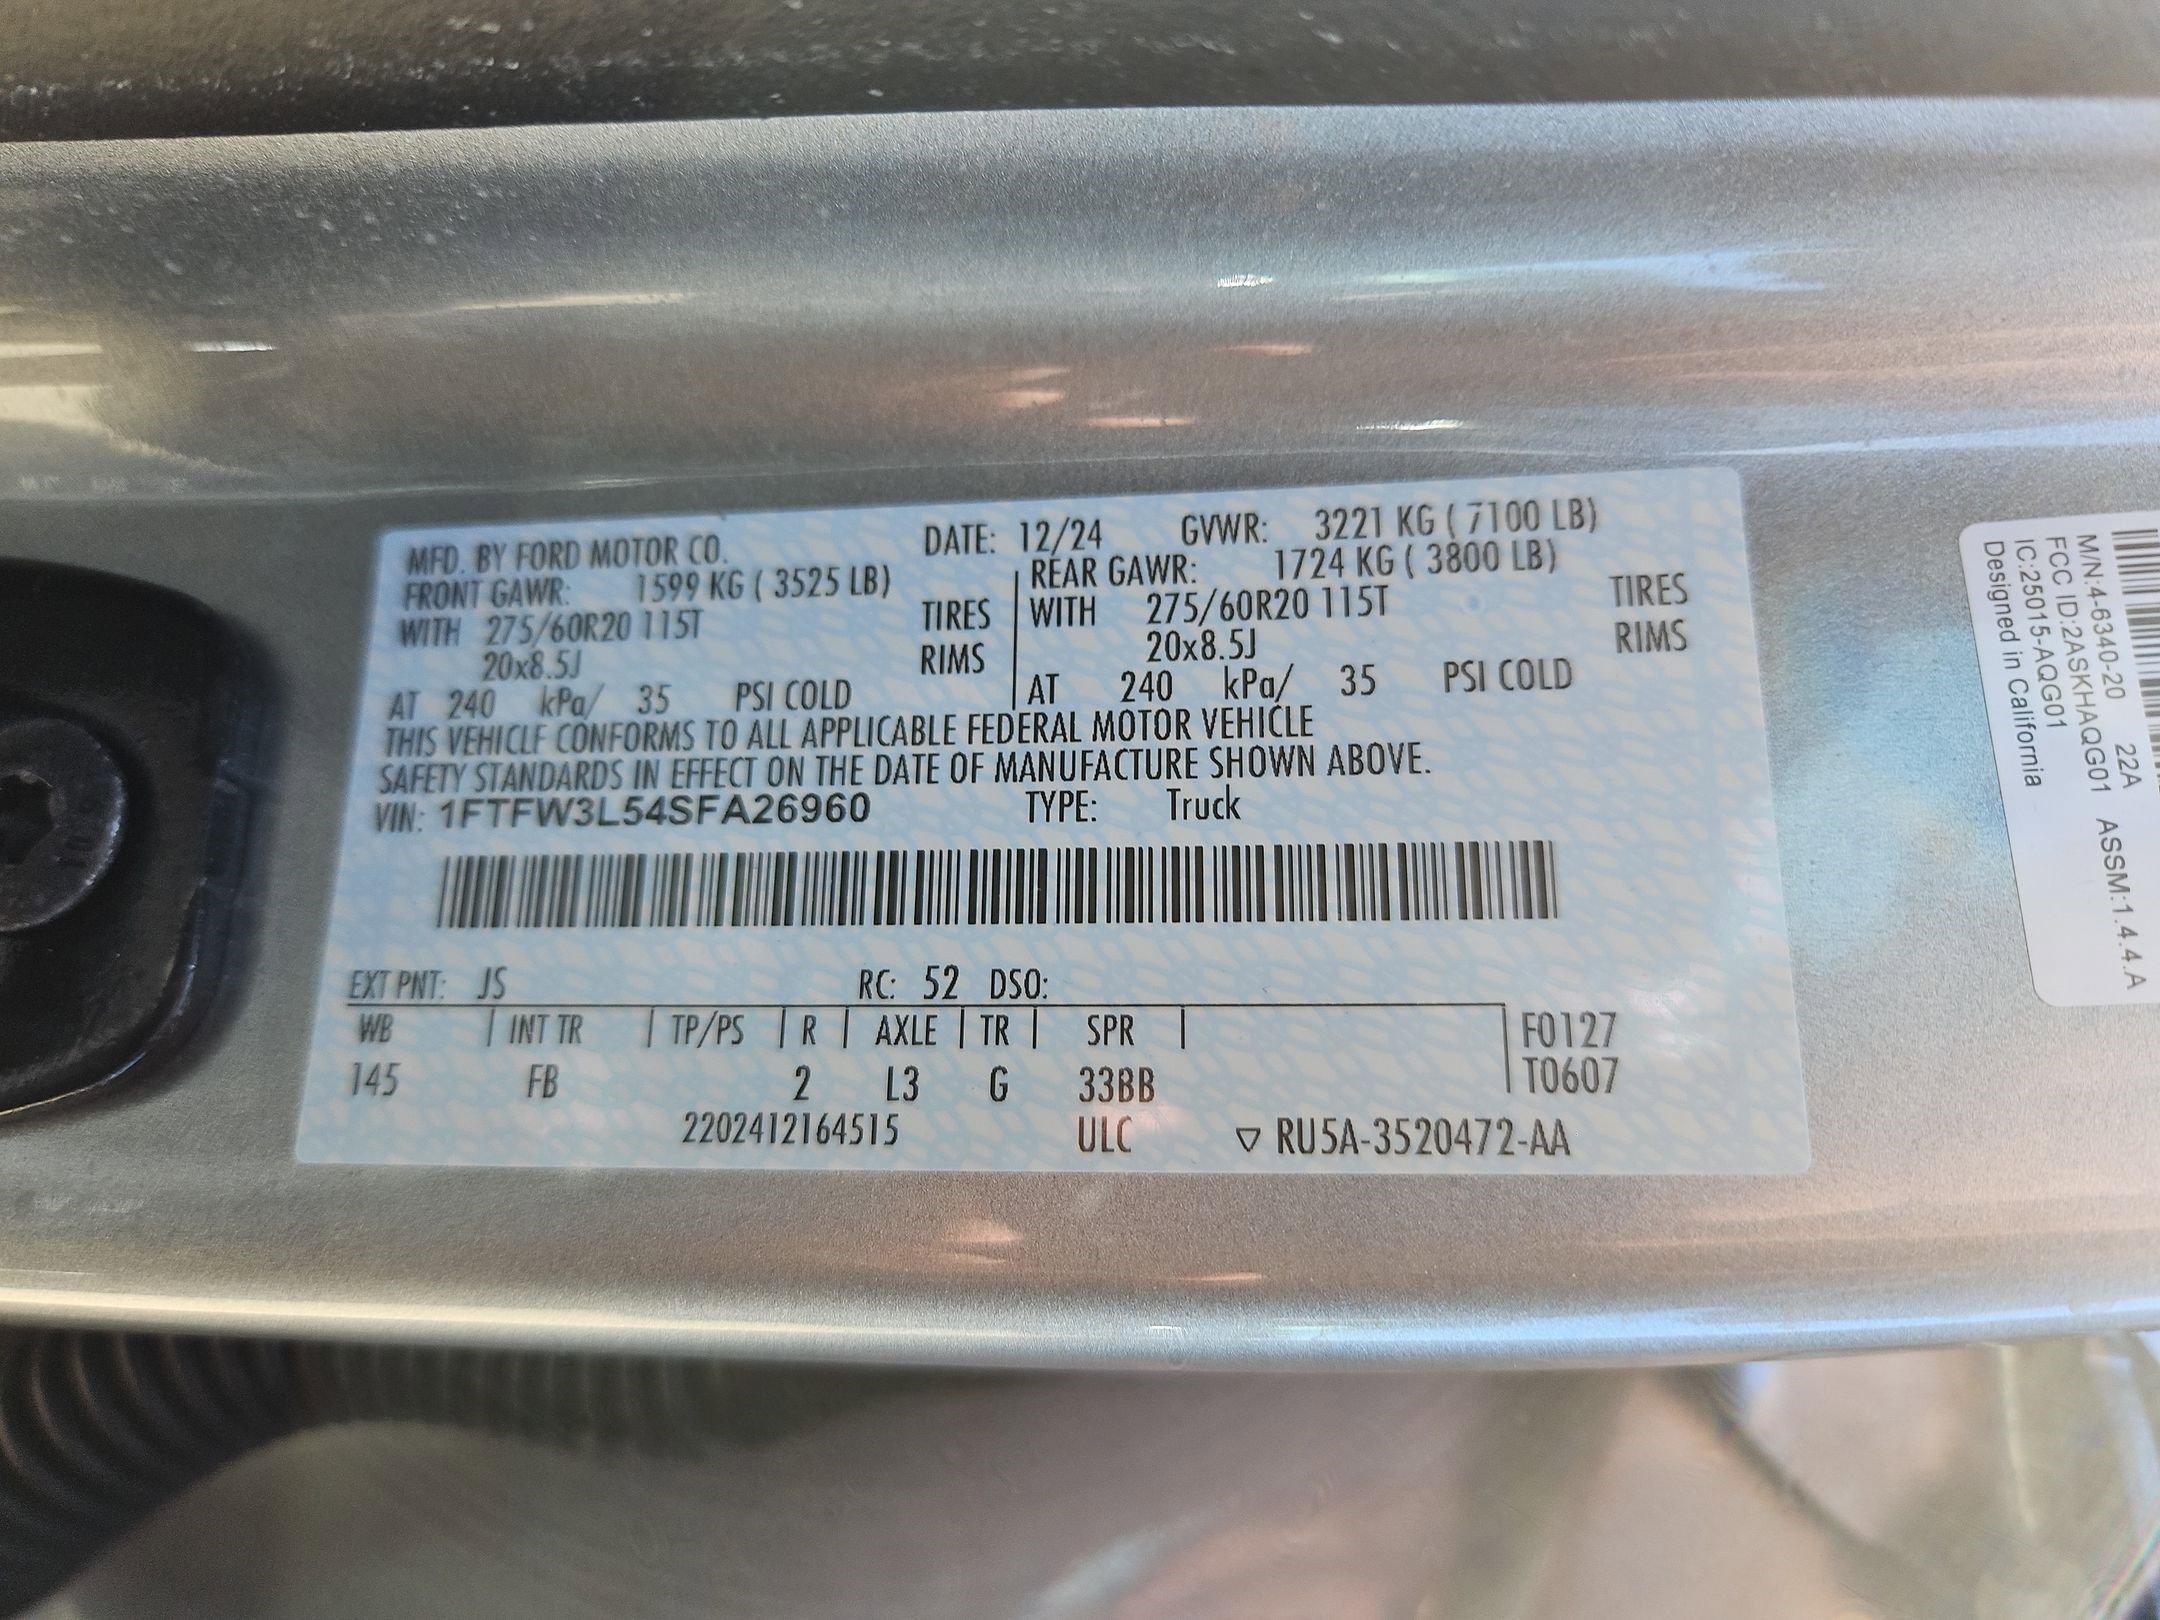 MFD. BY FORD MOTOR CO. DATE: 12/24 GVWR: 3221 KG ( 7100 LB)
FRONT GAWR: 1599 KG ( 3525 LB) REAR GAWR: 1724 KG ( 3800 LB)
WITH 275/60R20 115T TIRES WITH 275/60R20 115T TIRES
20x8.5J RIMS 20x8.5J RIMS
AT 240 kPa/ 35 PSI COLD AT 240 kPa/ 35 PSI COLD
THIS VEHICLE CONFORMS TO ALL APPLICABLE FEDERAL MOTOR VEHICLE
SAFETY STANDARDS IN EFFECT ON THE DATE OF MANUFACTURE SHOWN ABOVE.
VIN: 1FTFW3L54SFA26960 TYPE: Truck
EXT PNT: JS RC: 52 DSO:
WB INT TR TP/PS R AXLE TR SPR F0127
145 FB 2 L3 G 33BB T0607
2202412164515 ULC ▽ RU5A-3520472-AA
M/N:4-6340-20 22A ASSM:1.4.4.A
FCC ID:2ASKHAQG01
IC:25015-AQG01
Designed in California